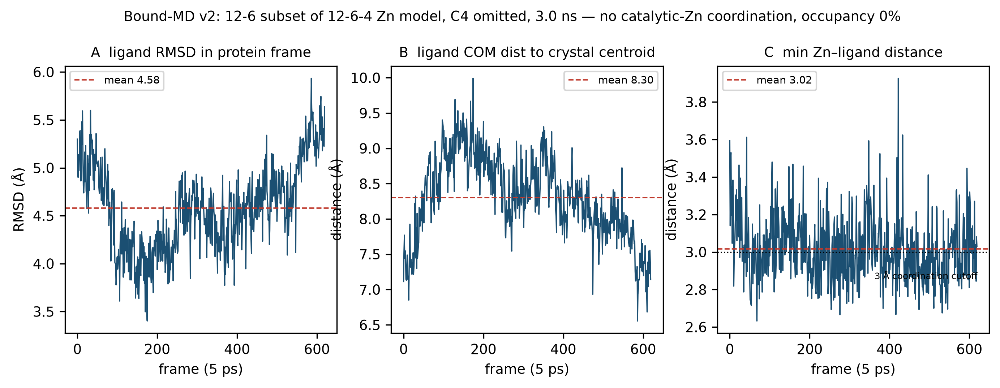 Bound-MD v2: 12-6 subset of 12-6-4 Zn model, C4 omitted, 3.0 ns — no catalytic-Zn coordination, occupancy 0%
A ligand RMSD in protein frame
mean 4.58
6.0
5.5
5.0
4.5
4.0
3.5
RMSD (Å)
0 200 400 600
frame (5 ps)
B ligand COM dist to crystal centroid
mean 8.30
10.0
9.5
9.0
8.5
8.0
7.5
7.0
6.5
distance (Å)
0 200 400 600
frame (5 ps)
C min Zn–ligand distance
mean 3.02
3.8
3.6
3.4
3.2
3.0
2.8
2.6
distance (Å)
3 Å coordination cutoff
0 200 400 600
frame (5 ps)